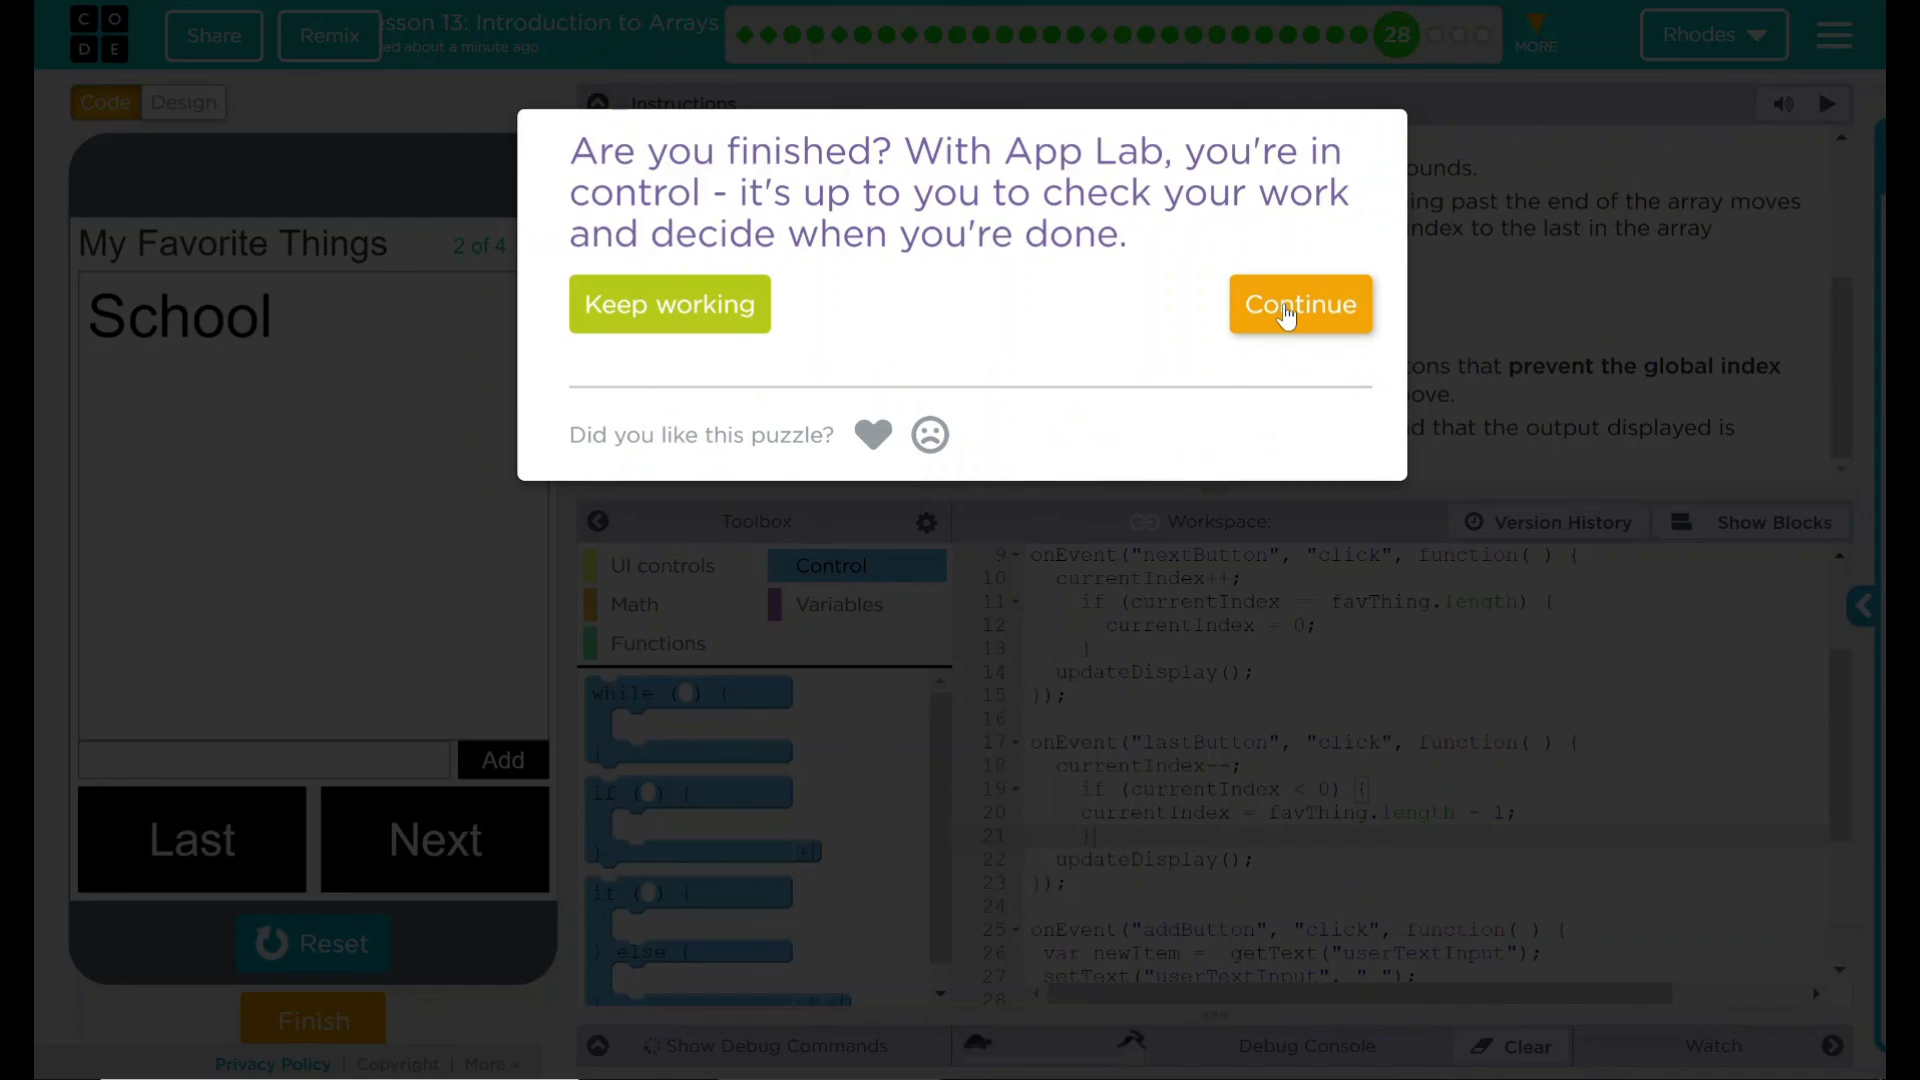 CODE
Share
Remix
sson 13: Introduction to Arrays
ed about a minute ago
28
MORE
Rhodes
Code
Design
Instructions
Are you finished? With App Lab, you're in
control - it's up to you to check your work
and decide when you're done.
Keep working
Continue
Did you like this puzzle?
ounds.
ing past the end of the array moves
ndex to the last in the array
ons that prevent the global index
ove.
d that the output displayed is
My Favorite Things
2 of 4
School
Add
Last
Next
Reset
Finish
Privacy Policy | Copyright | More
Toolbox
Workspace:
Version History
Show Blocks
UI controls
Control
Math
Variables
Functions
while ( ) {
}
if ( ) {
}
if ( ) {
} else {
9 onEvent("nextButton", "click", function( ) {
10 currentIndex++;
11 if (currentIndex == favThing.length) {
12 currentIndex = 0;
13 }
14 updateDisplay();
15 });
16
17 onEvent("lastButton", "click", function( ) {
18 currentIndex--;
19 if (currentIndex < 0) {
20 currentIndex = favThing.length - 1;
21 }
22 updateDisplay();
23 });
24
25 onEvent("addButton", "click", function( ) {
26 var newItem = getText("userTextInput");
27 setText("userTextInput", " ");
28
Show Debug Commands
Debug Console
Clear
Watch